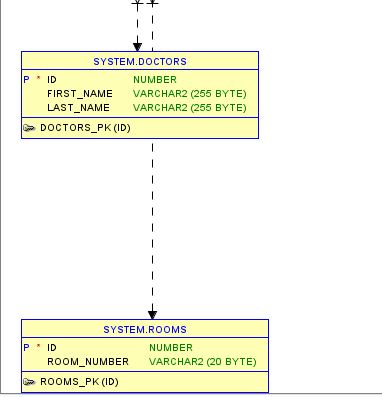 SYSTEM.DOCTORS
P * ID NUMBER
FIRST_NAME VARCHAR2 (255 BYTE)
LAST_NAME VARCHAR2 (255 BYTE)
DOCTORS_PK (ID)
SYSTEM.ROOMS
P * ID NUMBER
ROOM_NUMBER VARCHAR2 (20 BYTE)
ROOMS_PK (ID)